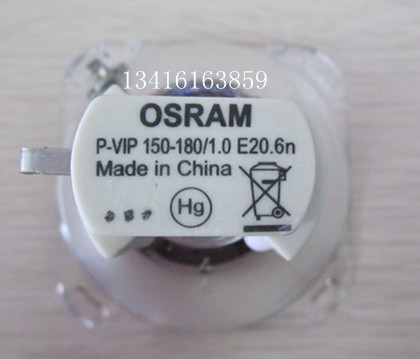 13416163859
OSRAM
P-VIP 150-180/1.0 E20.6n
Made in China
Hg